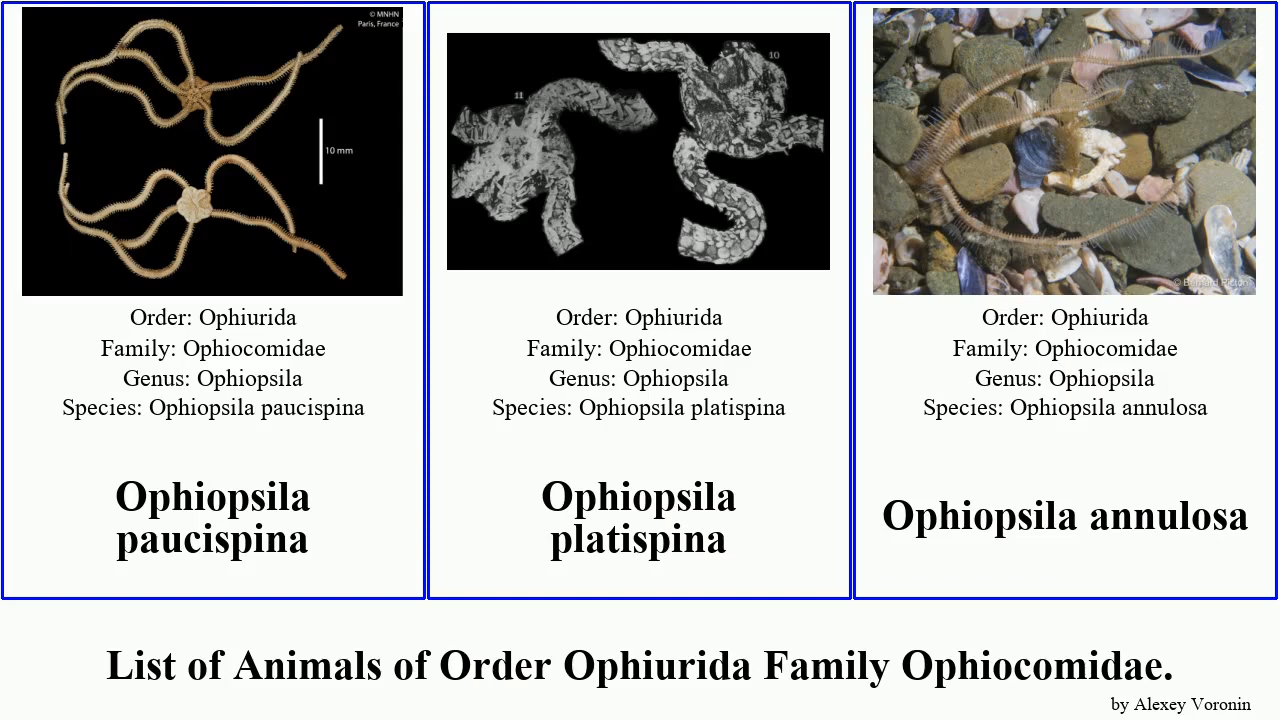 © MNHN
Paris, France
10 mm
Order: Ophiurida
Family: Ophiocomidae
Genus: Ophiopsila
Species: Ophiopsila paucispina
Ophiopsila
paucispina
11
10
Order: Ophiurida
Family: Ophiocomidae
Genus: Ophiopsila
Species: Ophiopsila platispina
Ophiopsila
platispina
© Bernard Picton
Order: Ophiurida
Family: Ophiocomidae
Genus: Ophiopsila
Species: Ophiopsila annulosa
Ophiopsila annulosa
List of Animals of Order Ophiurida Family Ophiocomidae.
by Alexey Voronin